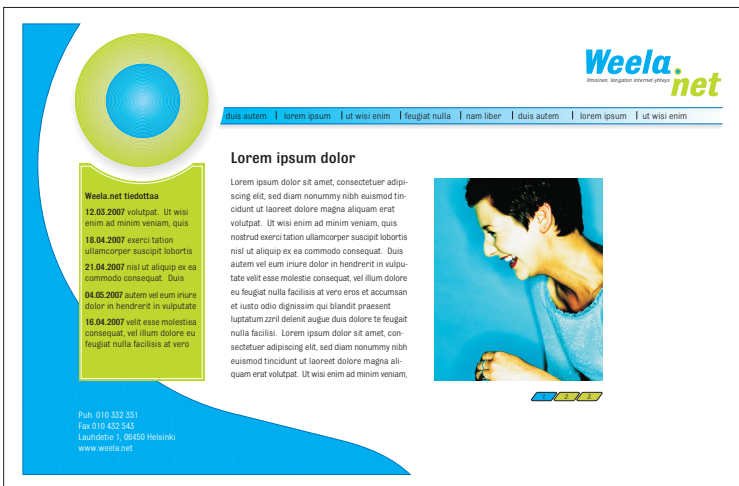 Weela.
Ilmainen, langaton internet-yhteys
net
duis autem | lorem ipsum | ut wisi enim | feugiat nulla | nam liber | duis autem | lorem ipsum | ut wisi enim
Lorem ipsum dolor
Lorem ipsum dolor sit amet, consectetuer adipi-
scing elit, sed diam nonummy nibh euismod tin-
cidunt ut laoreet dolore magna aliquam erat
volutpat. Ut wisi enim ad minim veniam, quis
nostrud exerci tation ullamcorper suscipit lobortis
nisl ut aliquip ex ea commodo consequat. Duis
autem vel eum iriure dolor in hendrerit in vulpu-
tate velit esse molestie consequat, vel illum dolore
eu feugiat nulla facilisis at vero eros et accumsan
et iusto odio dignissim qui blandit praesent
luptatum zzril delenit augue duis dolore te feugait
nulla facilisi. Lorem ipsum dolor sit amet, con-
sectetuer adipiscing elit, sed diam nonummy nibh
euismod tincidunt ut laoreet dolore magna ali-
quam erat volutpat. Ut wisi enim ad minim veniam,
1 2 3
Weela.net tiedottaa
12.03.2007 volutpat. Ut wisi
enim ad minim veniam, quis
18.04.2007 exerci tation
ullamcorper suscipit lobortis
21.04.2007 nisl ut aliquip ex ea
commodo consequat. Duis
04.05.2007 autem vel eum iriure
dolor in hendrerit in vulputate
16.04.2007 velit esse molestiea
consequat, vel illum dolore eu
feugiat nulla facilisis at vero
Puh. 010 332 351
Fax 010 432 543
Lauhdetie 1, 06450 Helsinki
www.weela.net